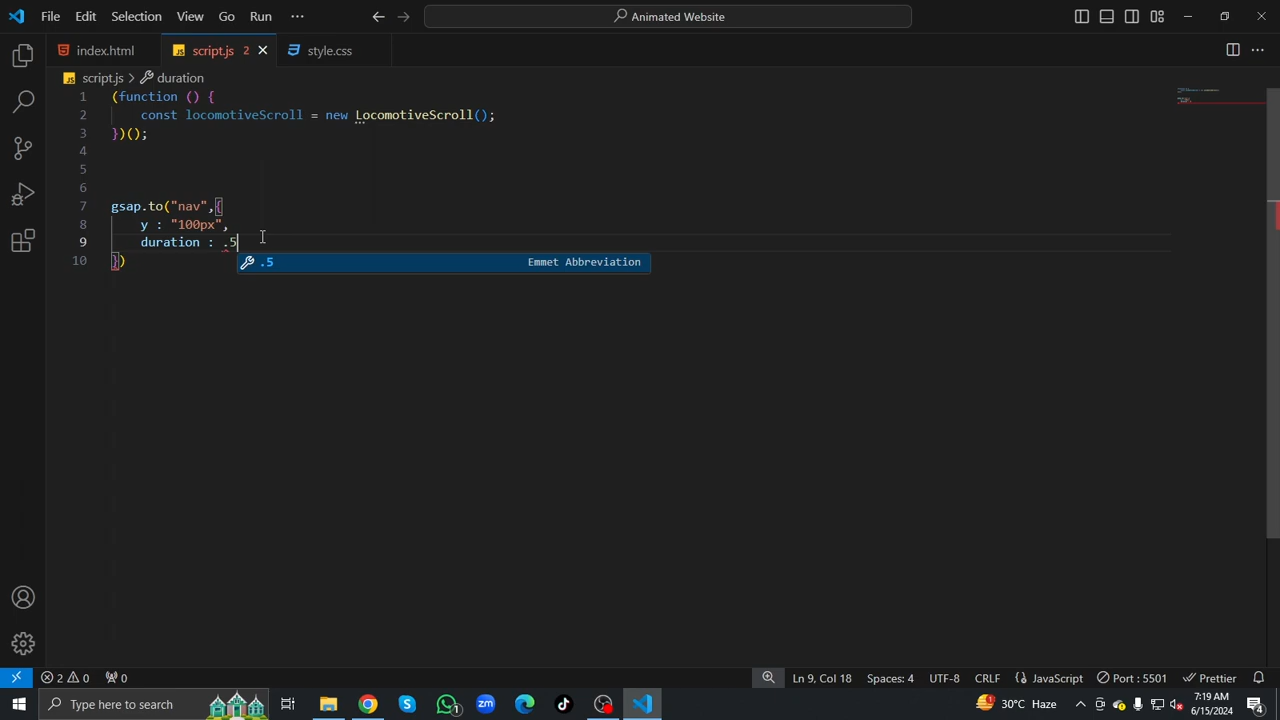 File Edit Selection View Go Run ··· Animated Website
index.html script.js 2 style.css
script.js > duration
1 (function () {
2 const locomotiveScroll = new LocomotiveScroll();
3 })();
4
5
6
7 gsap.to("nav",{
8 y : "100px",
9 duration : .5
.5 Emmet Abbreviation
10 })
2 0 0 Ln 9, Col 18 Spaces: 4 UTF-8 CRLF {} JavaScript Port : 5501 Prettier
Type here to search 1 30°C Haze 7:19 AM
6/15/2024 4